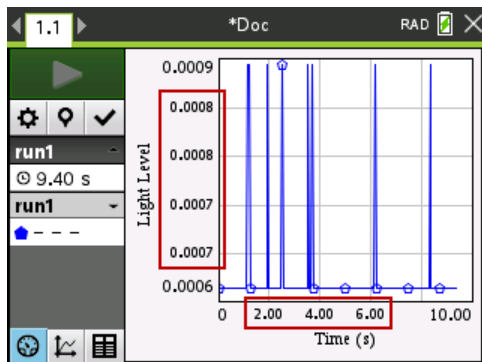 1.1
*Doc
RAD
run1
9.40 s
run1
0.0009
0.0008
0.0008
0.0007
0.0007
0.0006
Light Level
0
2.00
4.00
6.00
10.00
Time (s)